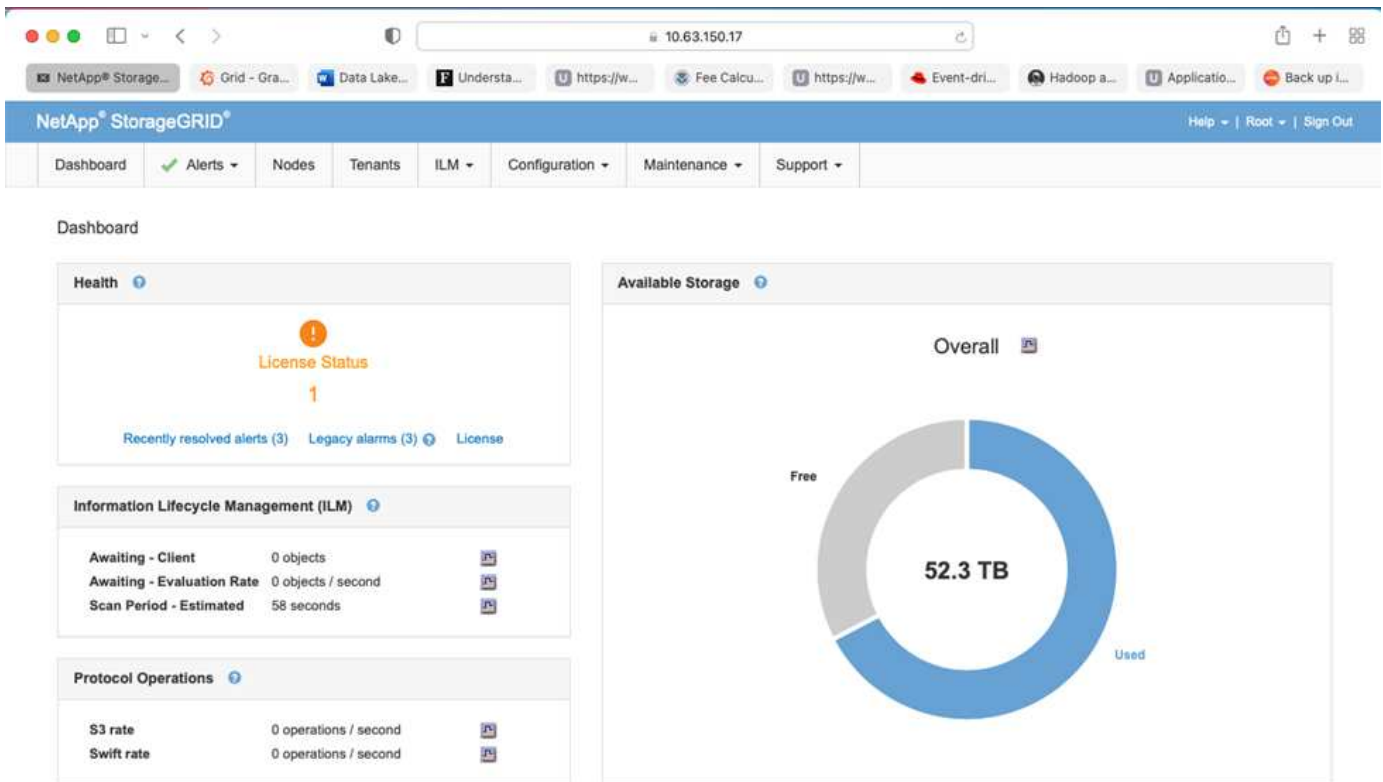 10.63.150.17
NetApp® Storage...
Grid - Gra...
Data Lake...
Understa...
https://w...
Fee Calcu...
https://w...
Event-dri...
Hadoop a...
Applicatio...
Back up i...
NetApp® StorageGRID®
Help | Root | Sign Out
Dashboard
Alerts
Nodes
Tenants
ILM
Configuration
Maintenance
Support
Dashboard
Health
License Status
1
Recently resolved alerts (3) Legacy alarms (3) License
Information Lifecycle Management (ILM)
Awaiting - Client 0 objects
Awaiting - Evaluation Rate 0 objects / second
Scan Period - Estimated 58 seconds
Protocol Operations
S3 rate 0 operations / second
Swift rate 0 operations / second
Available Storage
Overall
Free
52.3 TB
Used